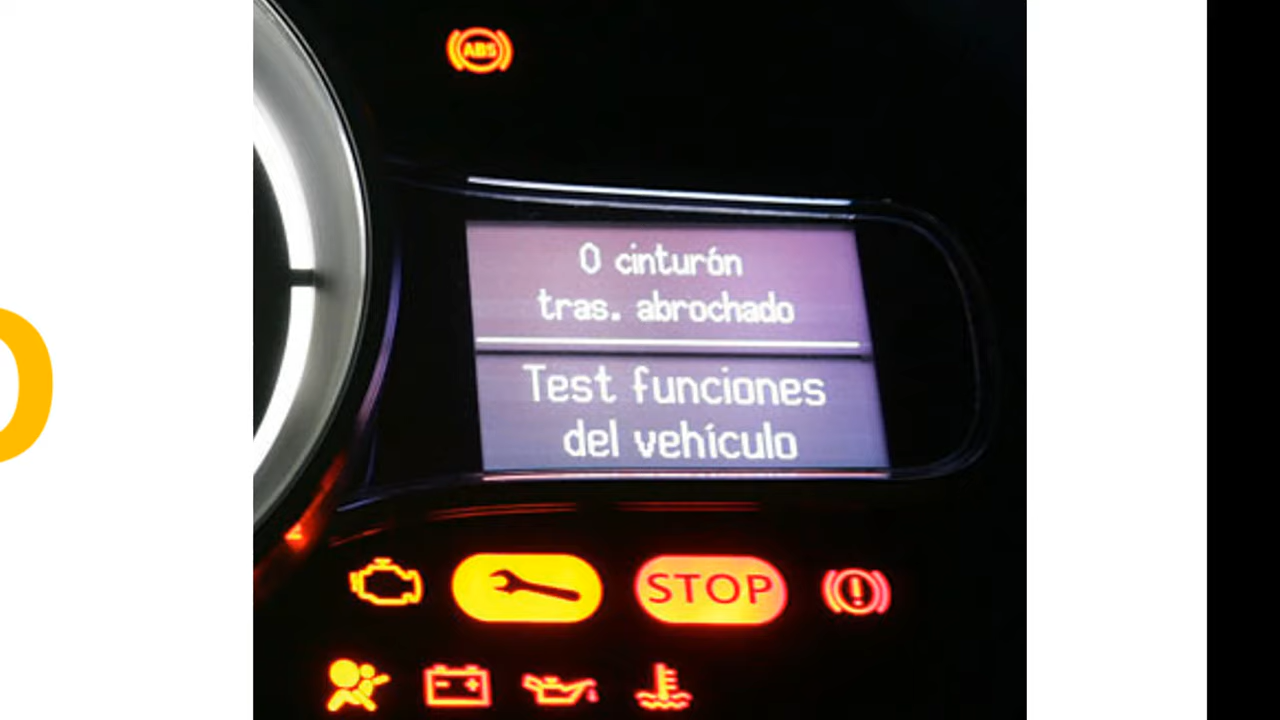 ABS
0 cinturón
tras. abrochado
Test funciones
del vehículo
STOP